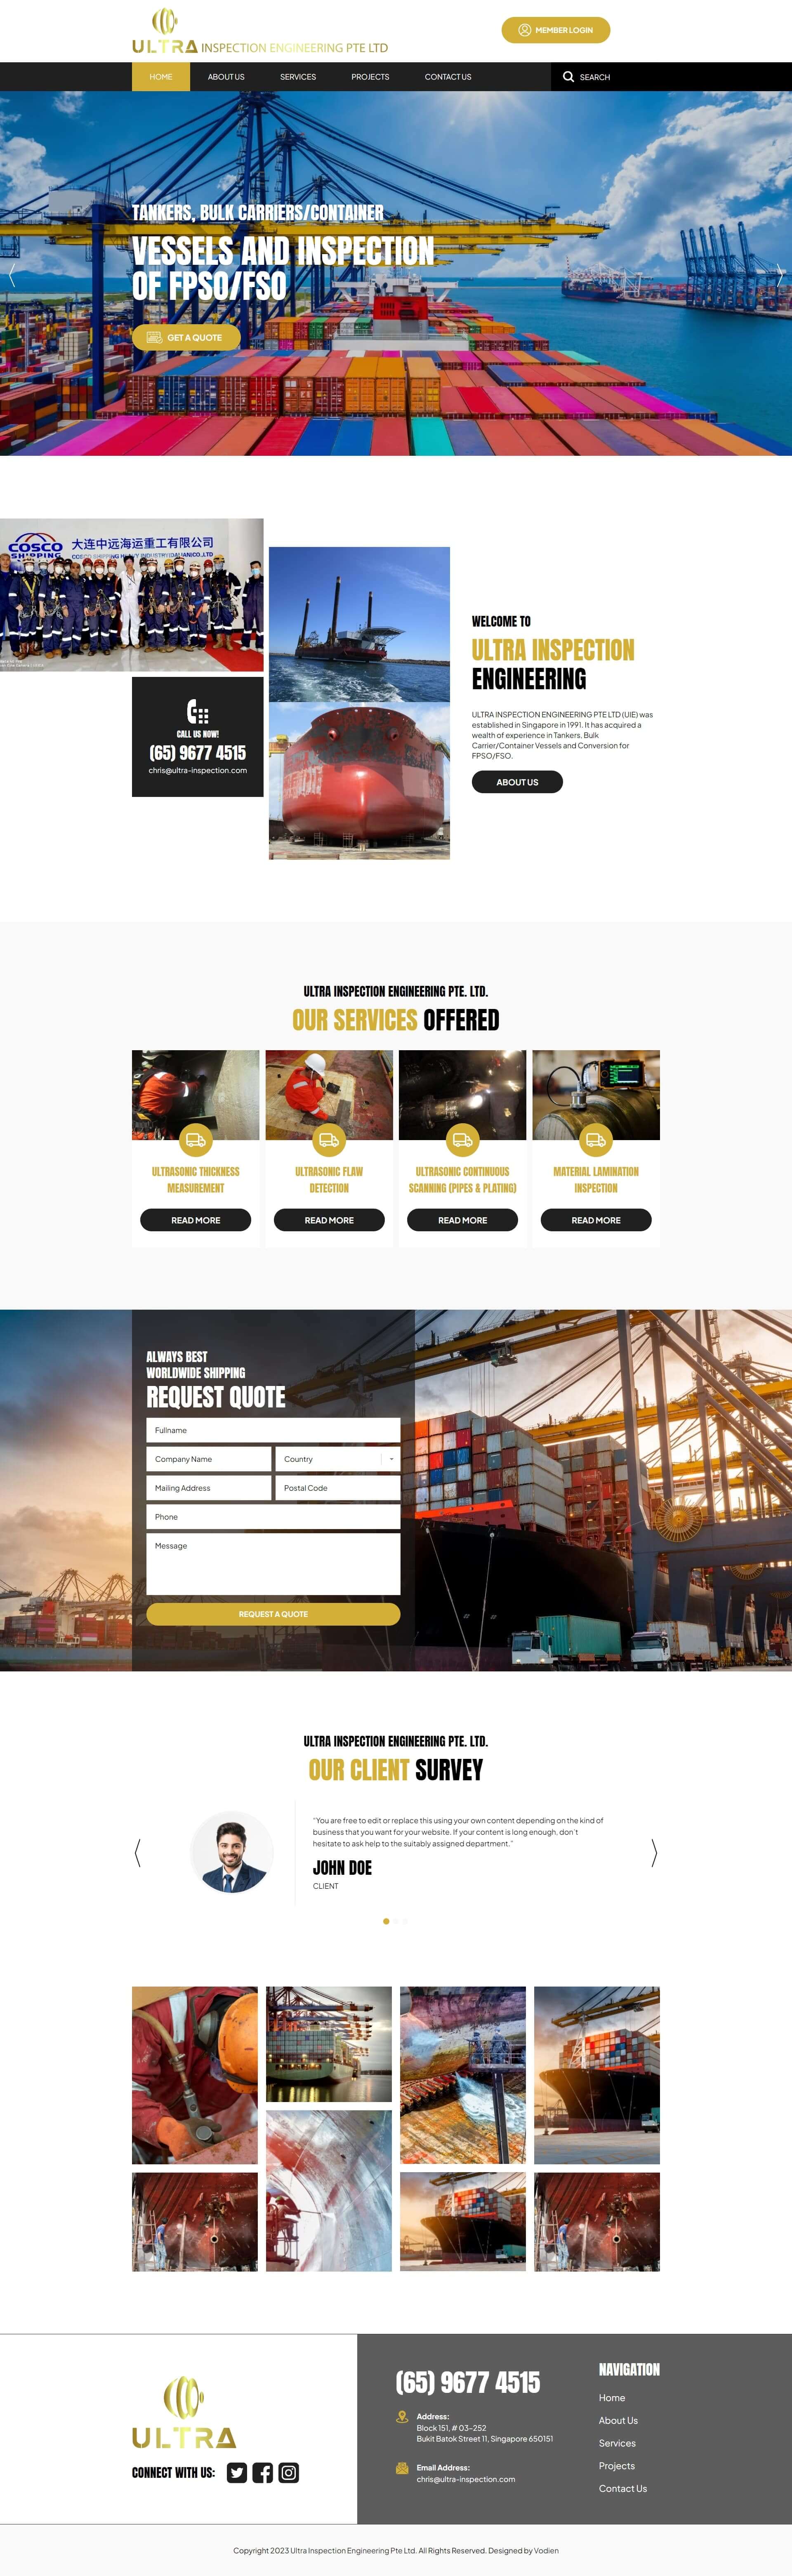 ULTRA INSPECTION ENGINEERING PTE LTD
MEMBER LOGIN
HOME
ABOUT US
SERVICES
PROJECTS
CONTACT US
SEARCH
TANKERS, BULK CARRIERS/CONTAINER
VESSELS AND INSPECTION
OF FPSO/FSO
GET A QUOTE
COSCO
SHIPPING
大连中远海运重工有限公司
WELCOME TO
ULTRA INSPECTION
ENGINEERING
ULTRA INSPECTION ENGINEERING PTE LTD (UIE) was
established in Singapore in 1991. It has acquired a
wealth of experience in Tankers, Bulk
Carrier/Container Vessels and Conversion for
FPSO/FSO.
ABOUT US
CALL US NOW!
(65) 9677 4515
chris@ultra-inspection.com
ULTRA INSPECTION ENGINEERING PTE. LTD.
OUR SERVICES OFFERED
ULTRASONIC THICKNESS
MEASUREMENT
READ MORE
ULTRASONIC FLAW
DETECTION
READ MORE
ULTRASONIC CONTINUOUS
SCANNING (PIPES & PLATING)
READ MORE
MATERIAL LAMINATION
INSPECTION
READ MORE
ALWAYS BEST
WORLDWIDE SHIPPING
REQUEST QUOTE
Fullname
Company Name
Country
Mailing Address
Postal Code
Phone
Message
REQUEST A QUOTE
ULTRA INSPECTION ENGINEERING PTE. LTD.
OUR CLIENT SURVEY
"You are free to edit or replace this using your own content depending on the kind of
business that you want for your website. If your content is long enough, don't
hesitate to ask help to the suitably assigned department."
JOHN DOE
CLIENT
ULTRA
CONNECT WITH US:
(65) 9677 4515
Address:
Block 151, # 03-252
Bukit Batok Street 11, Singapore 650151
Email Address:
chris@ultra-inspection.com
NAVIGATION
Home
About Us
Services
Projects
Contact Us
Copyright 2023 Ultra Inspection Engineering Pte Ltd. All Rights Reserved. Designed by Vodien